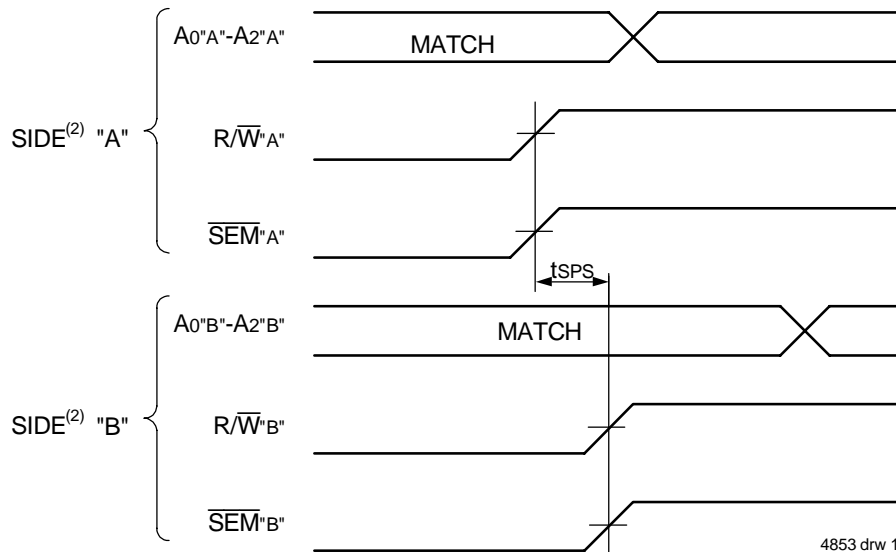 A0"A"-A2"A"
MATCH
SIDE(2) "A"
R/W"A"
SEM"A"
tSPS
A0"B"-A2"B"
MATCH
SIDE(2) "B"
R/W"B"
SEM"B"
4853 drw 1